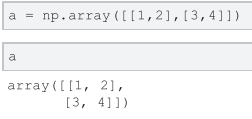 a = np.array([[1,2],[3,4]])
a
array([[1, 2],
       [3, 4]])